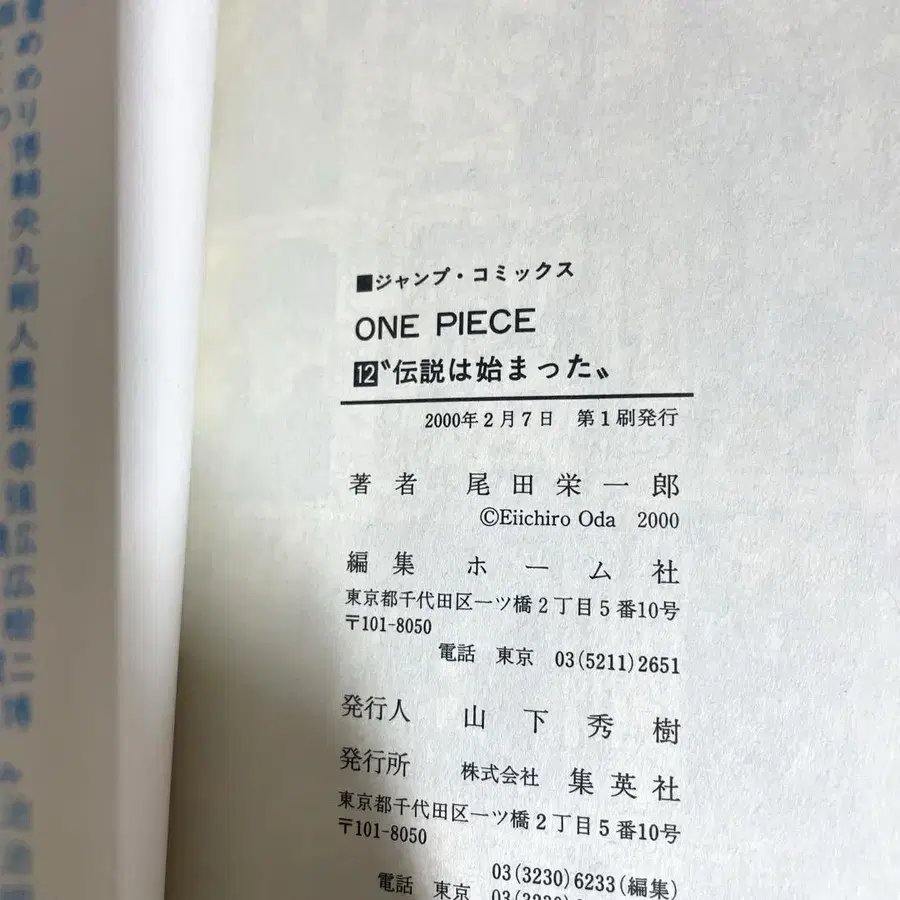 ■ジャンプ・コミックス
ONE PIECE
12〝伝説は始まった〟
2000年2月7日 第1刷発行
著者 尾田栄一郎
©Eiichiro Oda 2000
編集 ホーム社
東京都千代田区一ツ橋2丁目5番10号
〒101-8050
電話 東京 03(5211)2651
発行人 山下秀樹
発行所 株式会社 集英社
東京都千代田区一ツ橋2丁目5番10号
〒101-8050
03(3230)6233(編集)
電話 東京